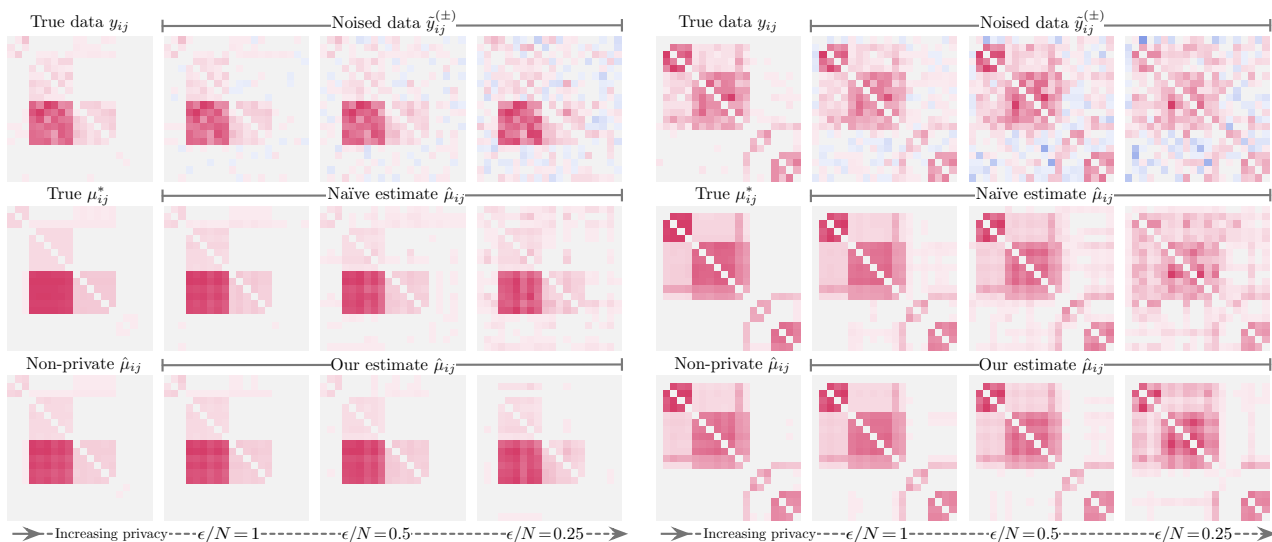 True data $y_{ij}$
Noised data $\tilde{y}_{ij}^{(\pm)}$
True $\mu_{ij}^{*}$
Naïve estimate $\hat{\mu}_{ij}$
Non-private $\hat{\mu}_{ij}$
Our estimate $\hat{\mu}_{ij}$
Increasing privacy $\epsilon/N = 1$ $\epsilon/N = 0.5$ $\epsilon/N = 0.25$
True data $y_{ij}$
Noised data $\tilde{y}_{ij}^{(\pm)}$
True $\mu_{ij}^{*}$
Naïve estimate $\hat{\mu}_{ij}$
Non-private $\hat{\mu}_{ij}$
Our estimate $\hat{\mu}_{ij}$
Increasing privacy $\epsilon/N = 1$ $\epsilon/N = 0.5$ $\epsilon/N = 0.25$